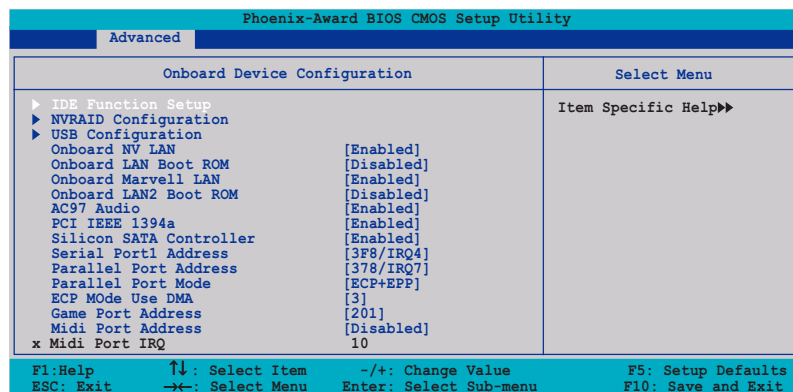 Phoenix-Award BIOS CMOS Setup Utility
Advanced
Onboard Device Configuration
Select Menu
▶ IDE Function Setup
▶ NVRAID Configuration
▶ USB Configuration
Onboard NV LAN [Enabled]
Onboard LAN Boot ROM [Disabled]
Onboard Marvell LAN [Enabled]
Onboard LAN2 Boot ROM [Disabled]
AC97 Audio [Enabled]
PCI IEEE 1394a [Enabled]
Silicon SATA Controller [Enabled]
Serial Port1 Address [3F8/IRQ4]
Parallel Port Address [378/IRQ7]
Parallel Port Mode [ECP+EPP]
ECP MOde Use DMA [3]
Game Port Address [201]
Midi Port Address [Disabled]
x Midi Port IRQ 10
Item Specific Help▶▶
F1:Help ↑↓: Select Item -/+: Change Value F5: Setup Defaults
ESC: Exit →←: Select Menu Enter: Select Sub-menu F10: Save and Exit